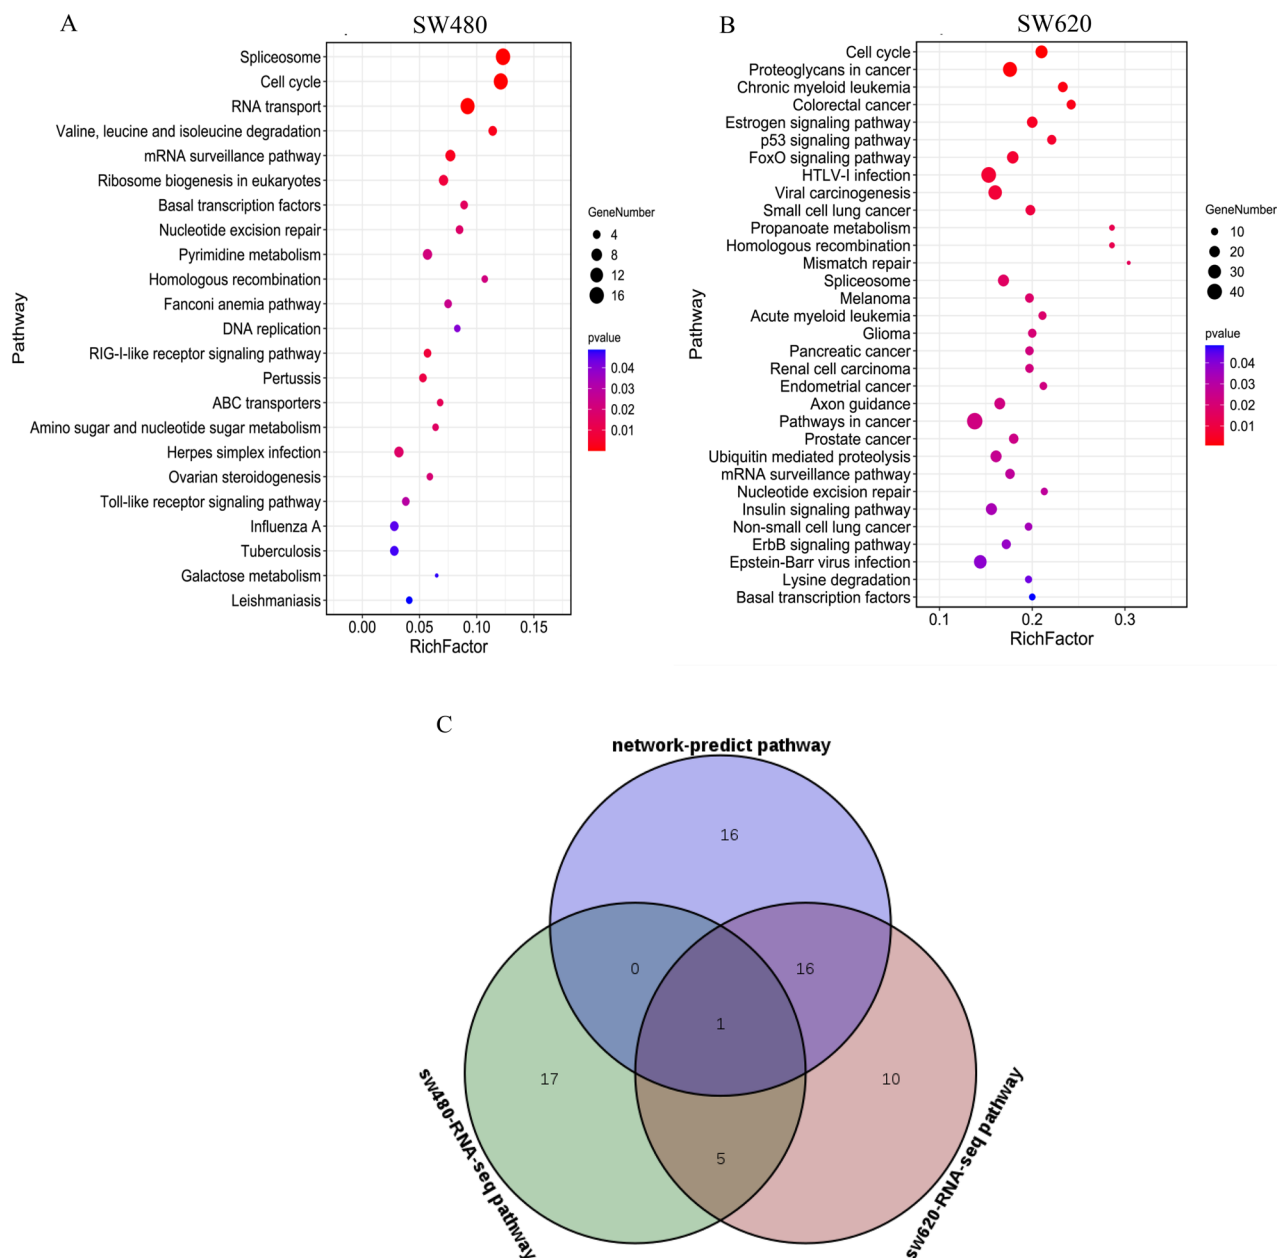 A
SW480
Spliceosome
Cell cycle
RNA transport
Valine, leucine and isoleucine degradation
mRNA surveillance pathway
Ribosome biogenesis in eukaryotes
Basal transcription factors
Nucleotide excision repair
Pyrimidine metabolism
Homologous recombination
Fanconi anemia pathway
DNA replication
RIG-I-like receptor signaling pathway
Pertussis
ABC transporters
Amino sugar and nucleotide sugar metabolism
Herpes simplex infection
Ovarian steroidogenesis
Toll-like receptor signaling pathway
Influenza A
Tuberculosis
Galactose metabolism
Leishmaniasis
Pathway
0.00 0.05 0.10 0.15
RichFactor
GeneNumber
4
8
12
16
pvalue
0.04
0.03
0.02
0.01
B
SW620
Cell cycle
Proteoglycans in cancer
Chronic myeloid leukemia
Colorectal cancer
Estrogen signaling pathway
p53 signaling pathway
FoxO signaling pathway
HTLV-I infection
Viral carcinogenesis
Small cell lung cancer
Propanoate metabolism
Homologous recombination
Mismatch repair
Spliceosome
Melanoma
Acute myeloid leukemia
Glioma
Pancreatic cancer
Renal cell carcinoma
Endometrial cancer
Axon guidance
Pathways in cancer
Prostate cancer
Ubiquitin mediated proteolysis
mRNA surveillance pathway
Nucleotide excision repair
Insulin signaling pathway
Non-small cell lung cancer
ErbB signaling pathway
Epstein-Barr virus infection
Lysine degradation
Basal transcription factors
Pathway
0.1 0.2 0.3
RichFactor
GeneNumber
10
20
30
40
pvalue
0.04
0.03
0.02
0.01
C
network-predict pathway
16
0
16
1
17
10
5
sw480-RNA-seq pathway
sw620-RNA-seq pathway